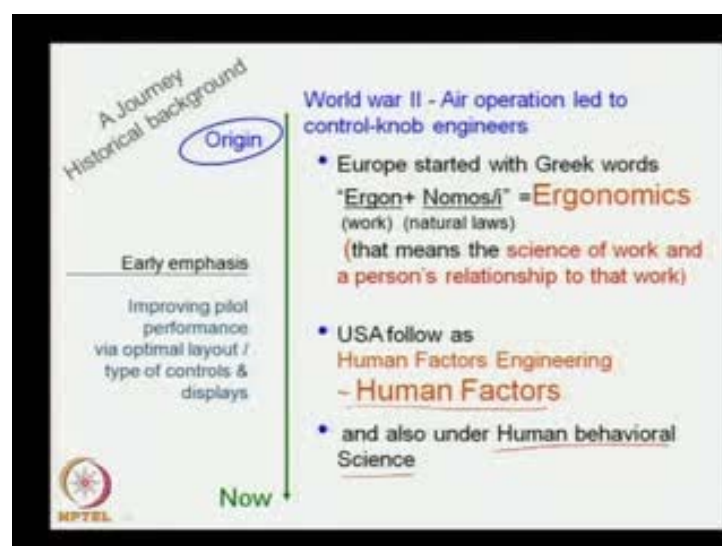 A Journey
Historical background
Origin
Early emphasis
Improving pilot
performance
via optimal layout /
type of controls &
displays
Now
World war II - Air operation led to
control-knob engineers
• Europe started with Greek words
"Ergon+ Nomos/i" =Ergonomics
(work) (natural laws)
(that means the science of work and
a person's relationship to that work)
• USA follow as
Human Factors Engineering
~ Human Factors
• and also under Human behavioral
Science
NPTEL